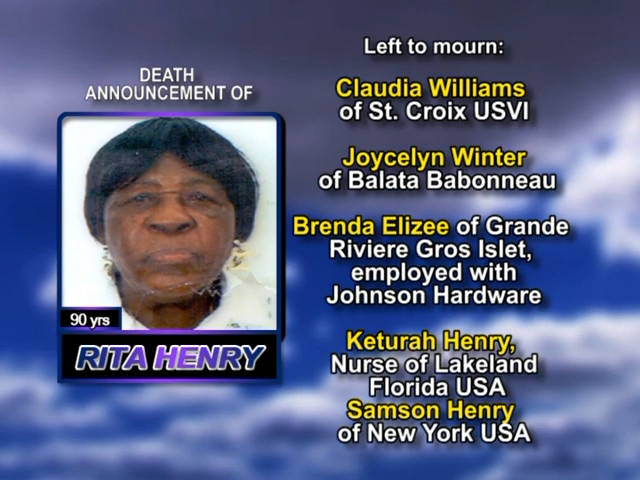 DEATH
ANNOUNCEMENT OF
90 yrs
RITA HENRY
Left to mourn:
Claudia Williams
of St. Croix USVI
Joycelyn Winter
of Balata Babonneau
Brenda Elizee of Grande
Riviere Gros Islet,
employed with
Johnson Hardware
Keturah Henry,
Nurse of Lakeland
Florida USA
Samson Henry
of New York USA